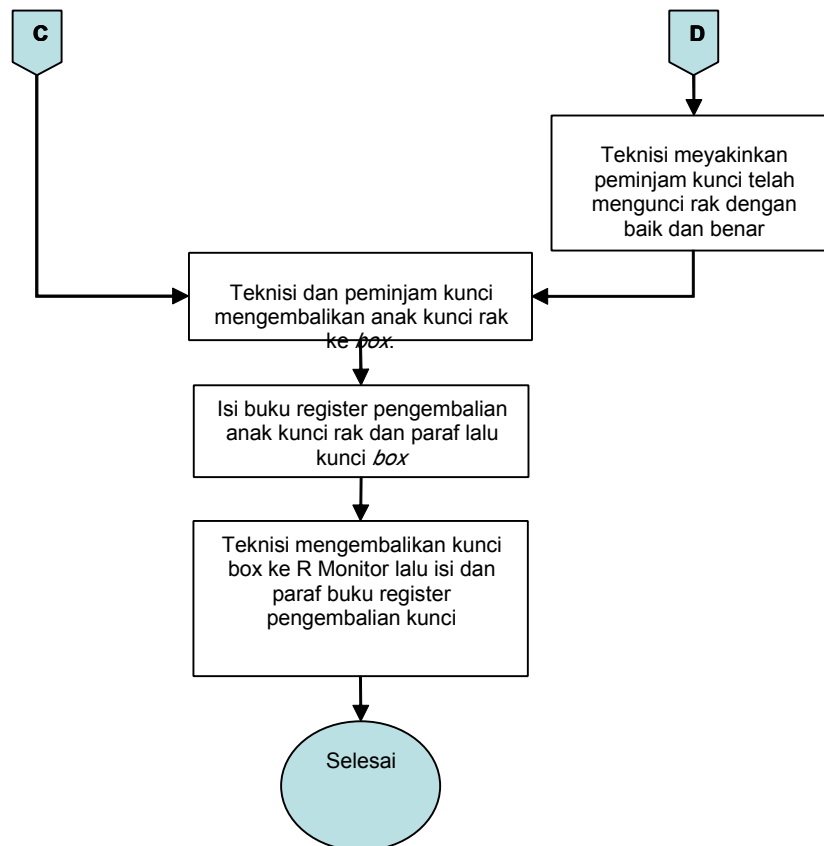 C
D
Teknisi meyakinkan
peminjam kunci telah
mengunci rak dengan
baik dan benar
Teknisi dan peminjam kunci
mengembalikan anak kunci rak
ke box.
Isi buku register pengembalian
anak kunci rak dan paraf lalu
kunci box
Teknisi mengembalikan kunci
box ke R Monitor lalu isi dan
paraf buku register
pengembalian kunci
Selesai